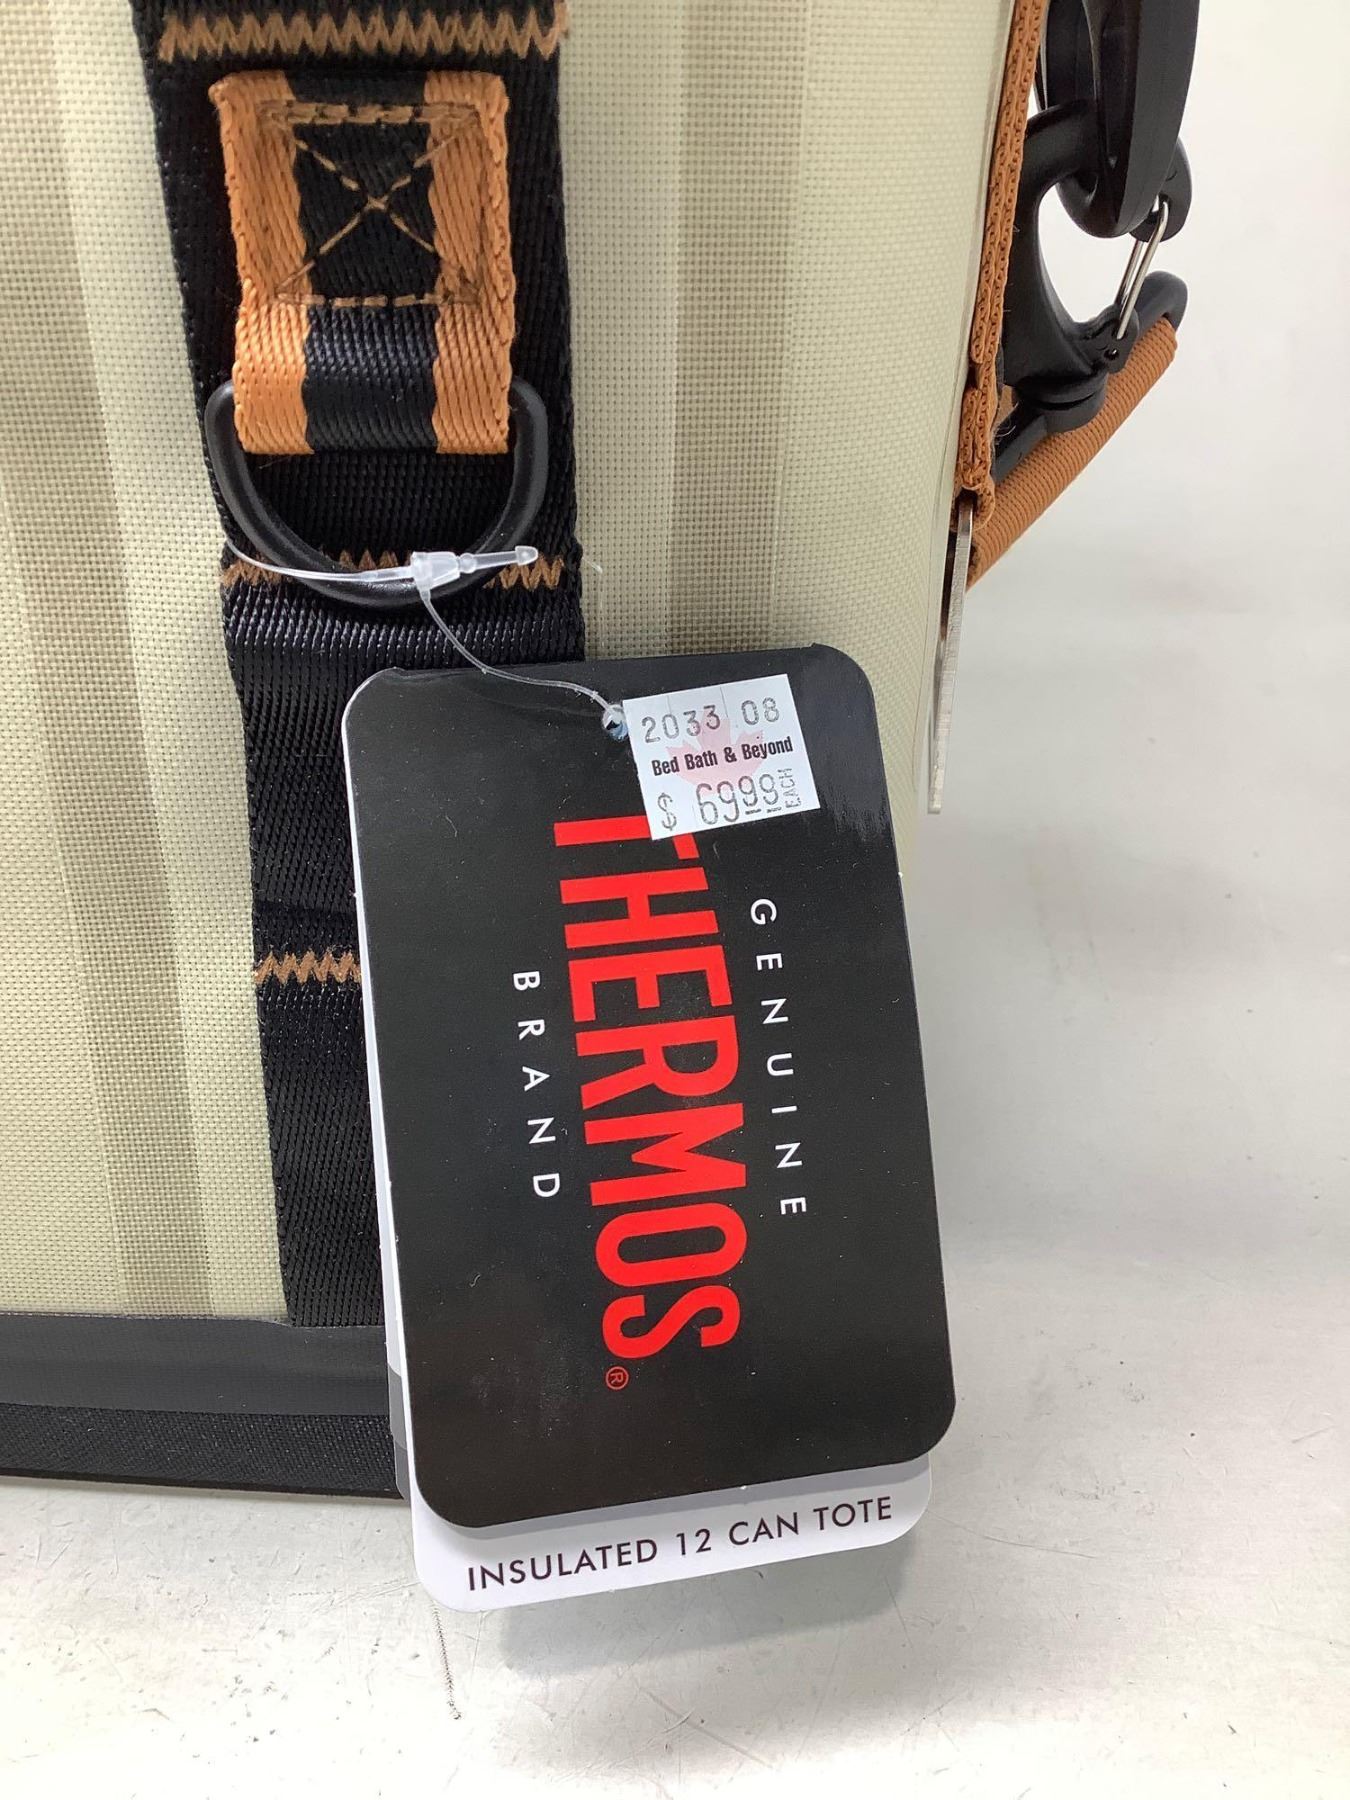 2033 08
Bed Bath & Beyond
$ 69.99 EACH
GENUINE
THERMOS®
BRAND
INSULATED 12 CAN TOTE